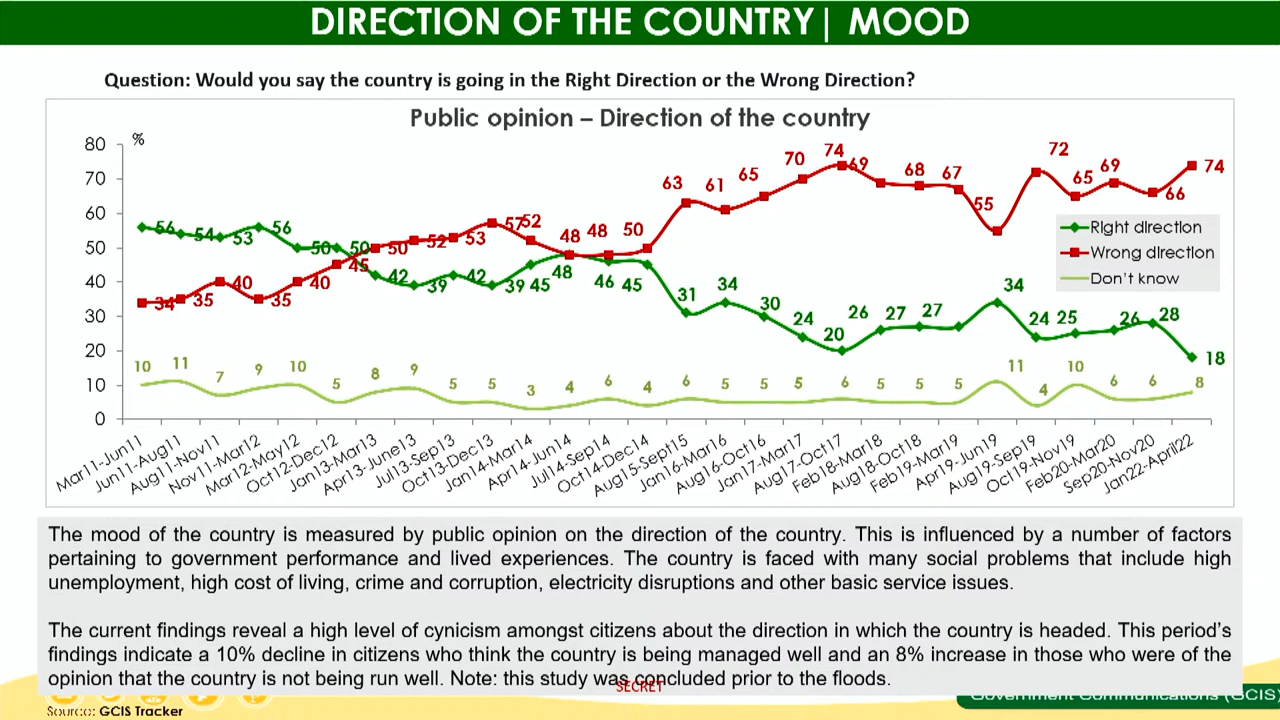 DIRECTION OF THE COUNTRY| MOOD
Question: Would you say the country is going in the Right Direction or the Wrong Direction?
Public opinion – Direction of the country
%
80
70
60
50
40
30
20
10
0
56 54 53 56 50 50 42 39 42 39 45 48 46 45 31 34 30 24 20 26 27 27 34 24 25 26 28 18
34 35 40 35 40 45 50 52 53 57 52 48 48 50 63 61 65 70 74 69 68 67 55 72 65 69 66 74
10 11 7 9 10 5 8 9 5 5 3 4 6 4 6 5 5 5 6 5 5 5 11 4 10 6 6 8
Right direction
Wrong direction
Don't know
Mar11-Jun11
Jun11-Aug11
Aug11-Nov11
Nov11-Mar12
Mar12-May12
Oct12-Dec12
Jan13-Mar13
Apr13-June13
Jul13-Sep13
Oct13-Dec13
Jan14-Mar14
Apr14-Jun14
Jul14-Sep14
Oct14-Dec14
Aug15-Sept15
Jan16-Mar16
Aug16-Oct16
Jan17-Mar17
Aug17-Oct17
Feb18-Mar18
Aug18-Oct18
Feb19-Mar19
Apr19-Jun19
Aug19-Sep19
Oct19-Nov19
Feb20-Mar20
Sep20-Nov20
Jan22-April22
The mood of the country is measured by public opinion on the direction of the country. This is influenced by a number of factors
pertaining to government performance and lived experiences. The country is faced with many social problems that include high
unemployment, high cost of living, crime and corruption, electricity disruptions and other basic service issues.
The current findings reveal a high level of cynicism amongst citizens about the direction in which the country is headed. This period's
findings indicate a 10% decline in citizens who think the country is being managed well and an 8% increase in those who were of the
opinion that the country is not being run well. Note: this study was concluded prior to the floods.
SECRET
Government Communications (GCIS)
Source: GCIS Tracker